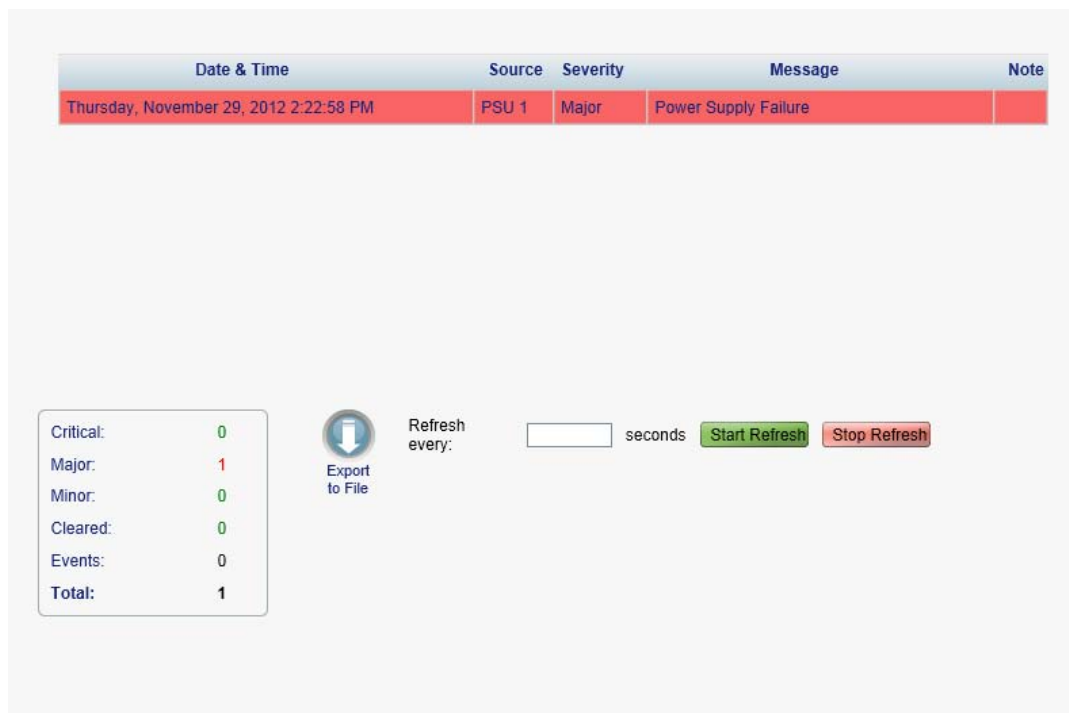 Date & Time Source Severity Message Note
Thursday, November 29, 2012 2:22:58 PM PSU 1 Major Power Supply Failure
Critical: 0
Major: 1
Minor: 0
Cleared: 0
Events: 0
Total: 1
Export
to File
Refresh
every:
seconds Start Refresh Stop Refresh